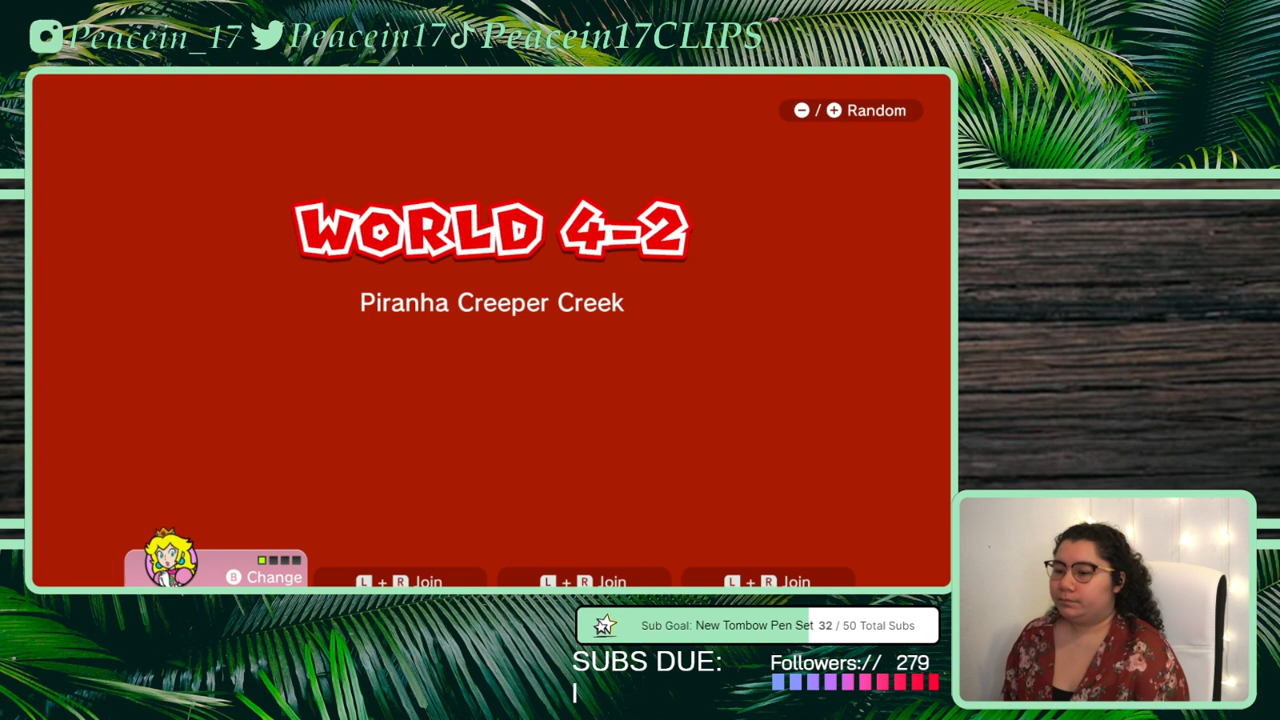 Peacein_17 Peacein17 Peacein17CLIPS
- / + Random
WORLD 4-2
Piranha Creeper Creek
B Change
L + R Join
L + R Join
L + R Join
Sub Goal: New Tombow Pen Set 32 / 50 Total Subs
SUBS DUE:
Followers:// 279